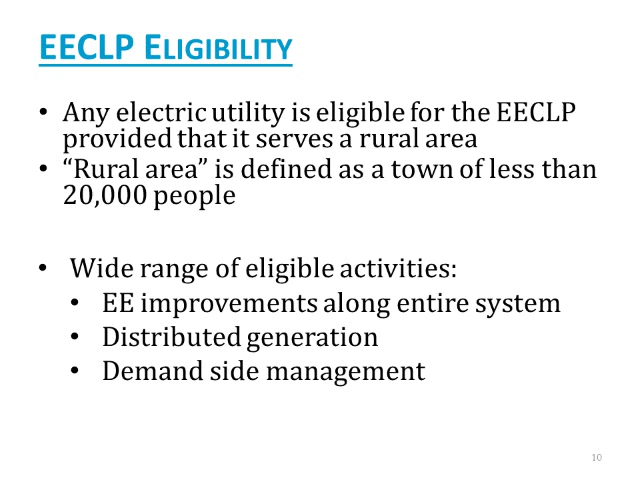 EECLP ELIGIBILITY
• Any electric utility is eligible for the EECLP
provided that it serves a rural area
• “Rural area” is defined as a town of less than
20,000 people
• Wide range of eligible activities:
• EE improvements along entire system
• Distributed generation
• Demand side management
10